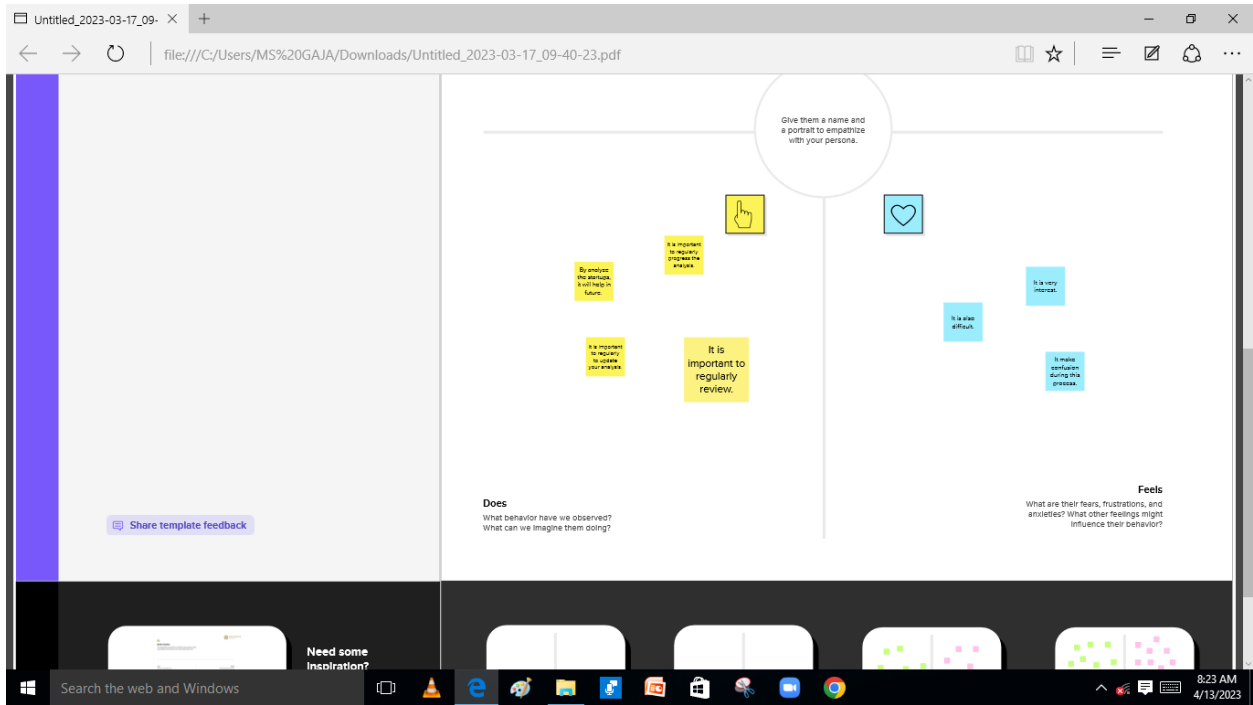 Untitled_2023-03-17_09-
file:///C:/Users/MS%20GAJA/Downloads/Untitled_2023-03-17_09-40-23.pdf
Give them a name and
a portrait to empathize
with your persona.
It is important
to regularly
progress the
analysis.
By analyse
the startups,
it will help in
future.
It is important
to regularly
to update
your analysis.
It is
important to
regularly
review.
It is very
interest.
It is also
difficult.
It make
confusion
during this
process.
Does
What behavior have we observed?
What can we imagine them doing?
Feels
What are their fears, frustrations, and
anxieties? What other feelings might
influence their behavior?
Share template feedback
Need some
inspiration?
Search the web and Windows
8:23 AM
4/13/2023